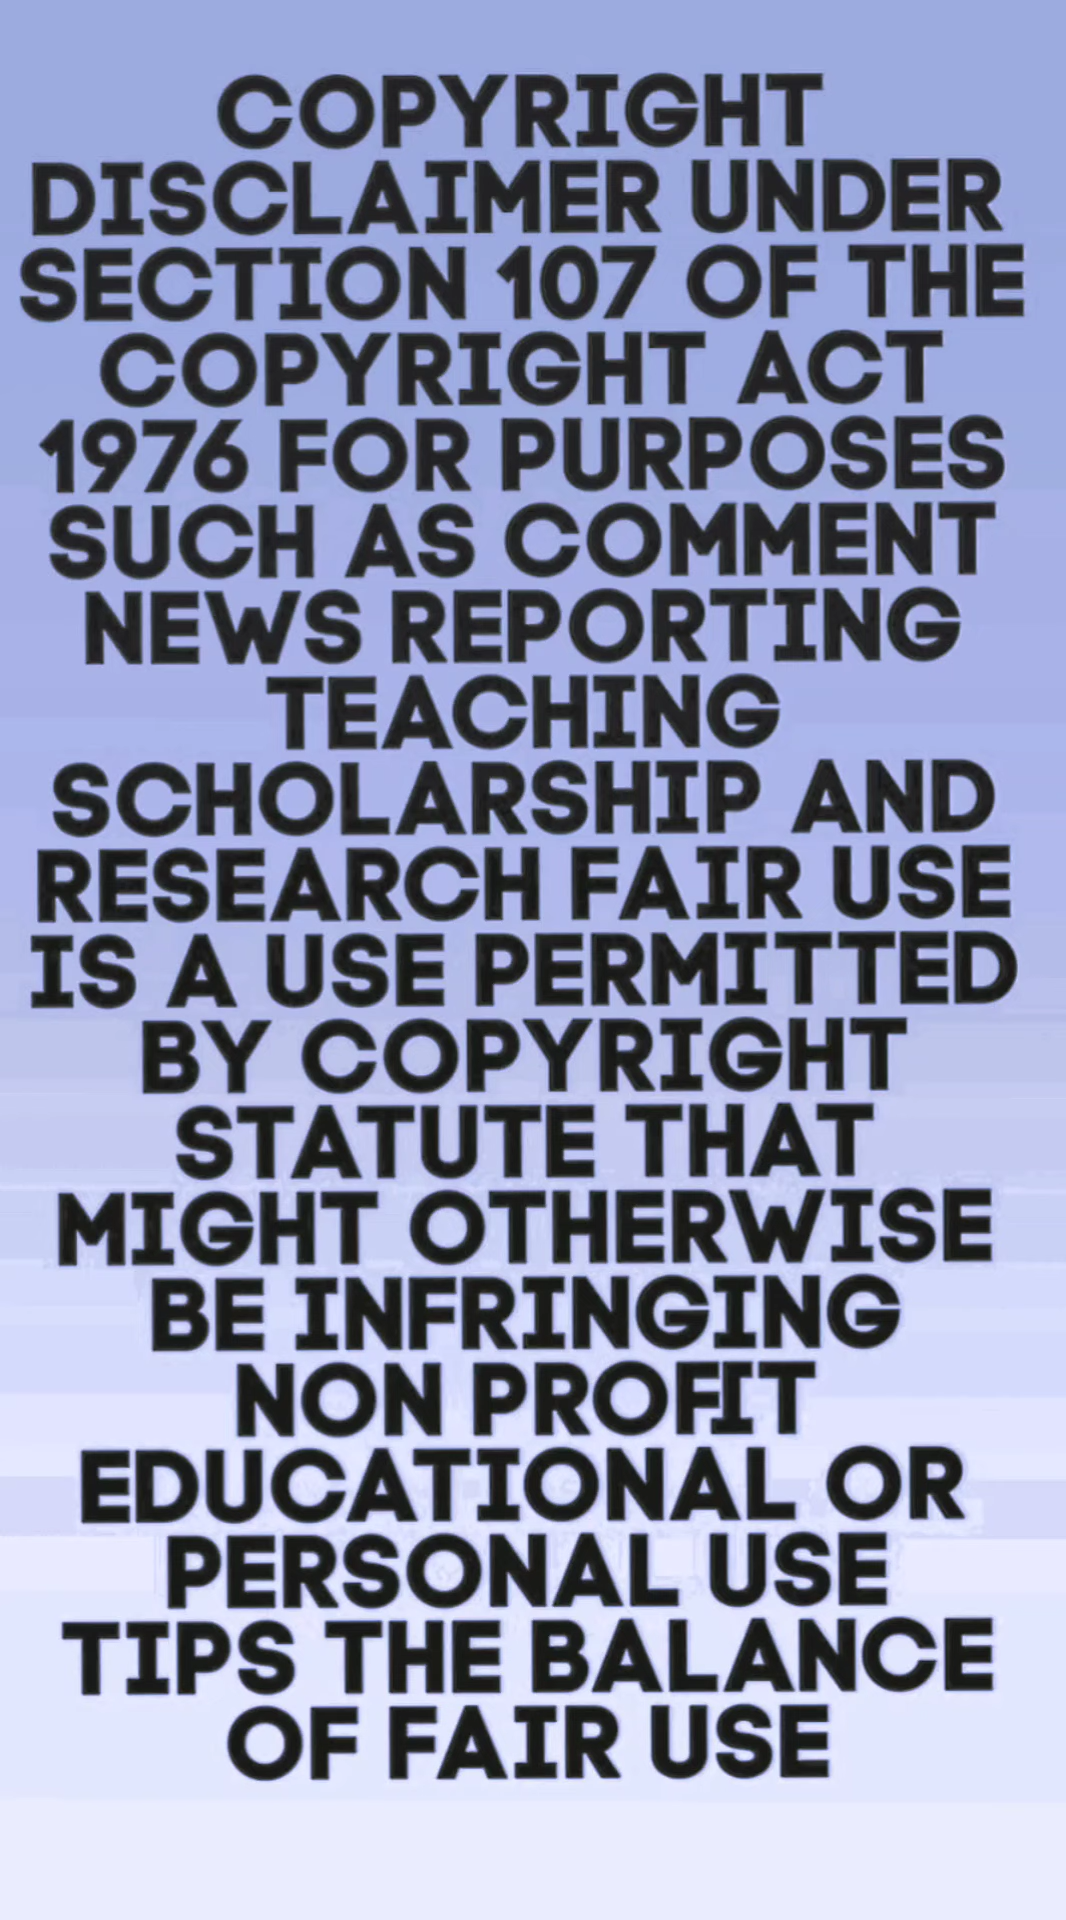 COPYRIGHT
DISCLAIMER UNDER
SECTION 107 OF THE
COPYRIGHT ACT
1976 FOR PURPOSES
SUCH AS COMMENT
NEWS REPORTING
TEACHING
SCHOLARSHIP AND
RESEARCH FAIR USE
IS A USE PERMITTED
BY COPYRIGHT
STATUTE THAT
MIGHT OTHERWISE
BE INFRINGING
NON PROFIT
EDUCATIONAL OR
PERSONAL USE
TIPS THE BALANCE
OF FAIR USE